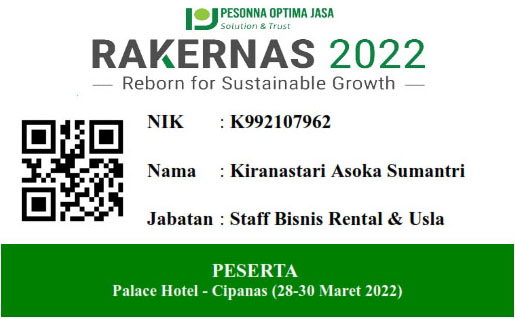 PESONNA OPTIMA JASA
Solution & Trust
RAKERNAS 2022
Reborn for Sustainable Growth
NIK : K992107962
Nama : Kiranastari Asoka Sumantri
Jabatan : Staff Bisnis Rental & Usla
PESERTA
Palace Hotel - Cipanas (28-30 Maret 2022)